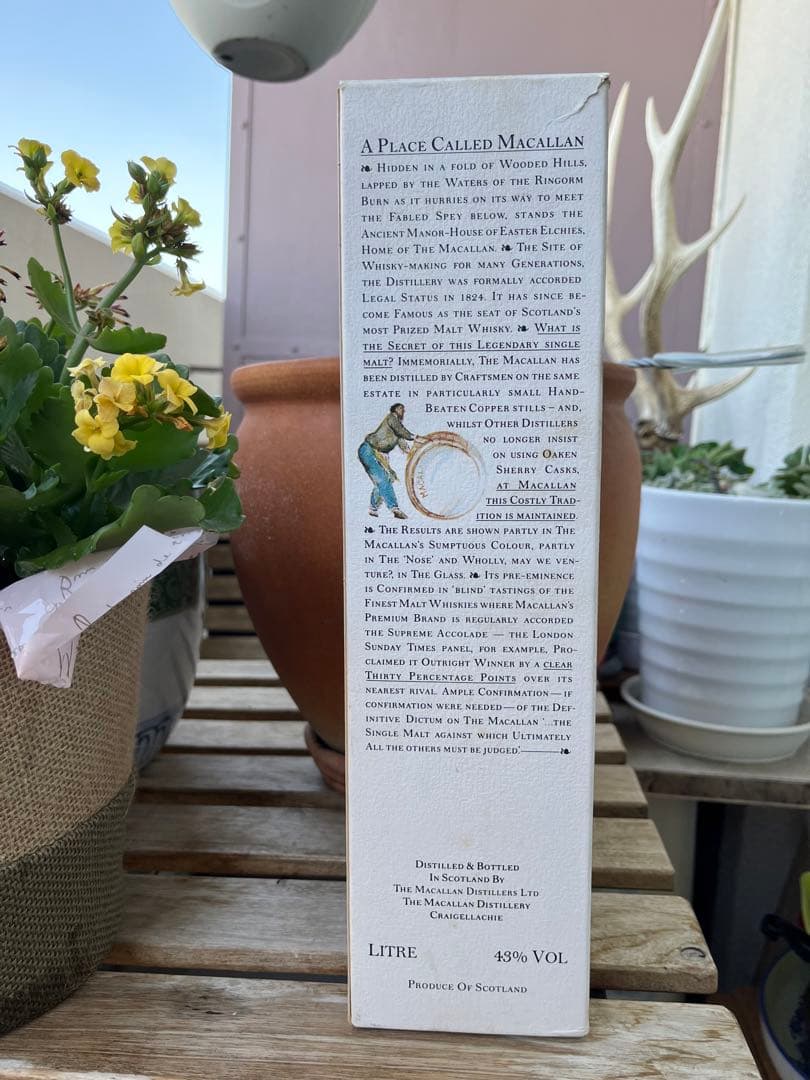 A Place Called Macallan
❧ Hidden in a fold of Wooded Hills,
lapped by the Waters of the Ringorm
Burn as it hurries on its way to meet
the Fabled Spey below, stands the
Ancient Manor-House of Easter Elchies,
Home of The Macallan. ❧ The Site of
Whisky-making for many Generations,
the Distillery was formally accorded
Legal Status in 1824. It has since be-
come Famous as the seat of Scotland's
most Prized Malt Whisky. ❧ What is
the Secret of this Legendary single
malt? Immemorially, The Macallan has
been distilled by Craftsmen on the same
estate in particularly small Hand-
Beaten Copper stills – and,
whilst Other Distillers
no longer insist
on using Oaken
Sherry Casks,
at Macallan
this Costly Trad-
ition is maintained.
❧ The Results are shown partly in The
Macallan's Sumptuous Colour, partly
in The 'Nose' and Wholly, may we ven-
ture?, in The Glass. ❧ Its pre-eminence
is Confirmed in 'blind' tastings of the
Finest Malt Whiskies where Macallan's
Premium Brand is regularly accorded
the Supreme Accolade — the London
Sunday Times panel, for example, Pro-
claimed it Outright Winner by a clear
Thirty Percentage Points over its
nearest rival. Ample Confirmation — if
confirmation were needed — of the Def-
initive Dictum on The Macallan '...the
Single Malt against which Ultimately
All the others must be judged.' ——❧
Distilled & Bottled
In Scotland By
The Macallan Distillers Ltd
The Macallan Distillery
Craigellachie
Litre 43% Vol
Produce Of Scotland